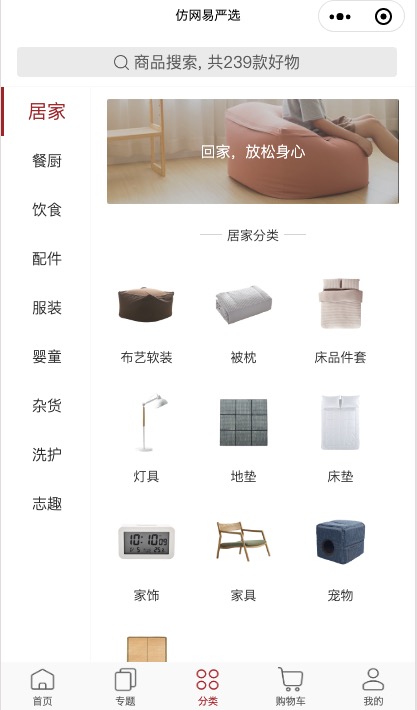 仿网易严选
商品搜索, 共239款好物
居家
餐厨
饮食
配件
服装
婴童
杂货
洗护
志趣
回家，放松身心
居家分类
布艺软装 被枕 床品件套
灯具 地垫 床垫
10:10
家饰 家具 宠物
首页 专题 分类 购物车 我的